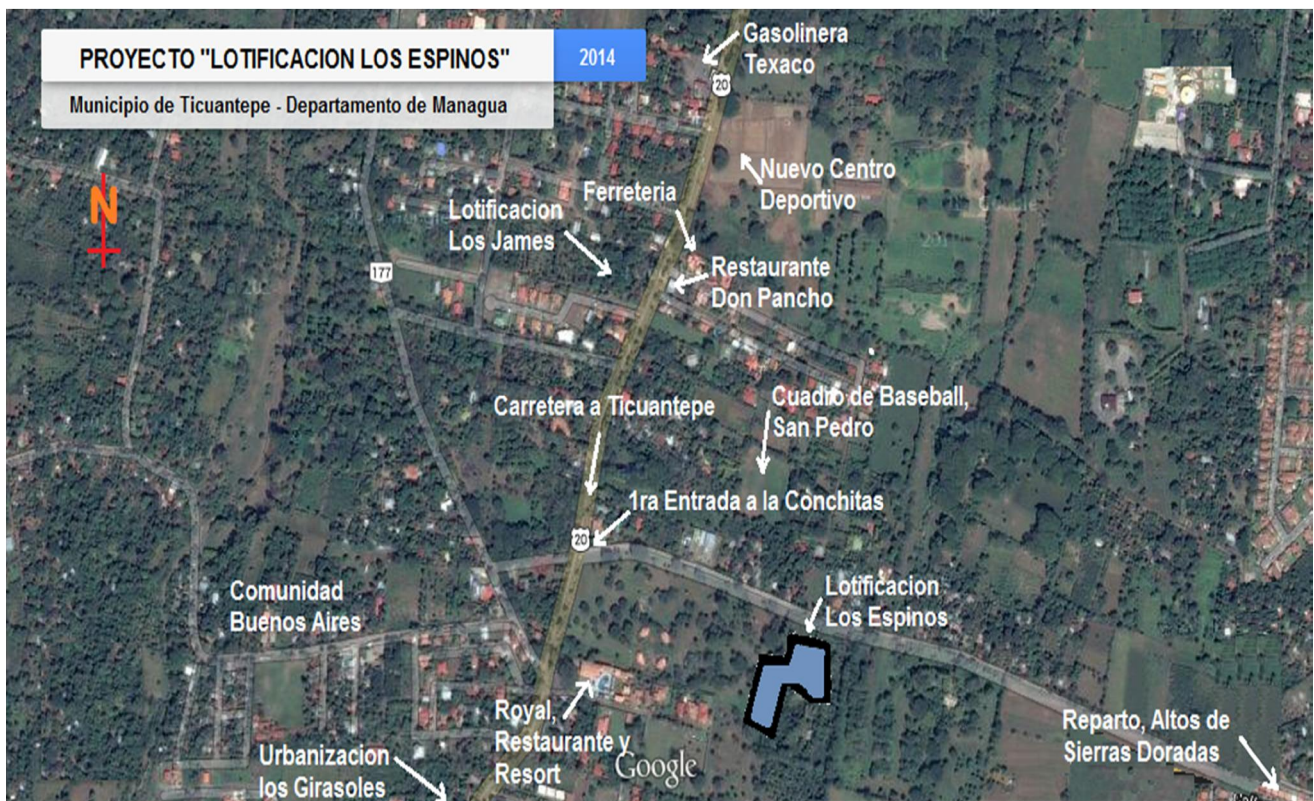 PROYECTO "LOTIFICACION LOS ESPINOS"
2014
Municipio de Ticuantepe - Departamento de Managua
Gasolinera
Texaco
20
N
Nuevo Centro
Deportivo
Ferreteria
Lotificacion
Los James
177
Restaurante
Don Pancho
Carretera a Ticuantepe
Cuadro de Baseball,
San Pedro
1ra Entrada a la Conchitas
20
Comunidad
Buenos Aires
Lotificacion
Los Espinos
Royal,
Restaurante y
Resort
Reparto, Altos de
Sierras Doradas
Urbanizacion
los Girasoles
Google